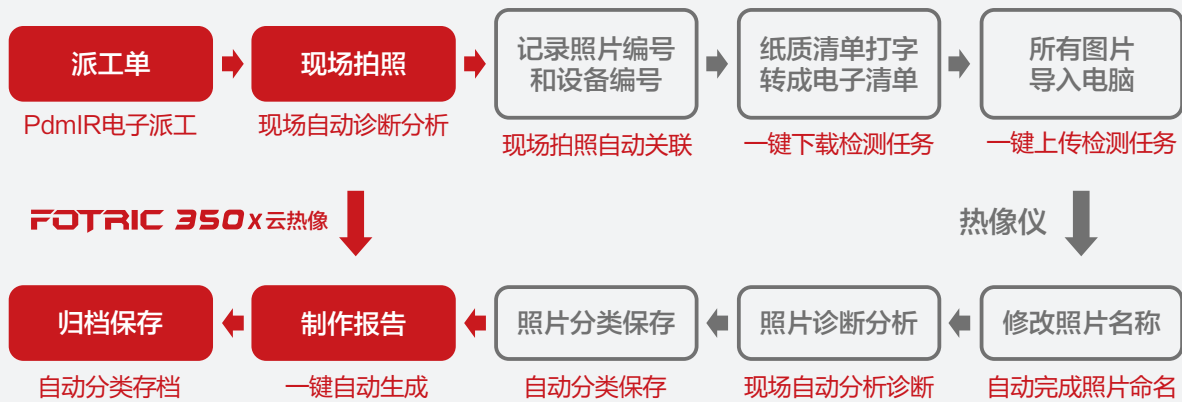 派工单
现场拍照
记录照片编号
和设备编号
纸质清单打字
转成电子清单
所有图片
导入电脑
PdmIR电子派工
现场自动诊断分析
现场拍照自动关联
一键下载检测任务
一键上传检测任务
FOTRIC 350X云热像
热像仪
归档保存
制作报告
照片分类保存
照片诊断分析
修改照片名称
自动分类存档
一键自动生成
自动分类保存
现场自动分析诊断
自动完成照片命名